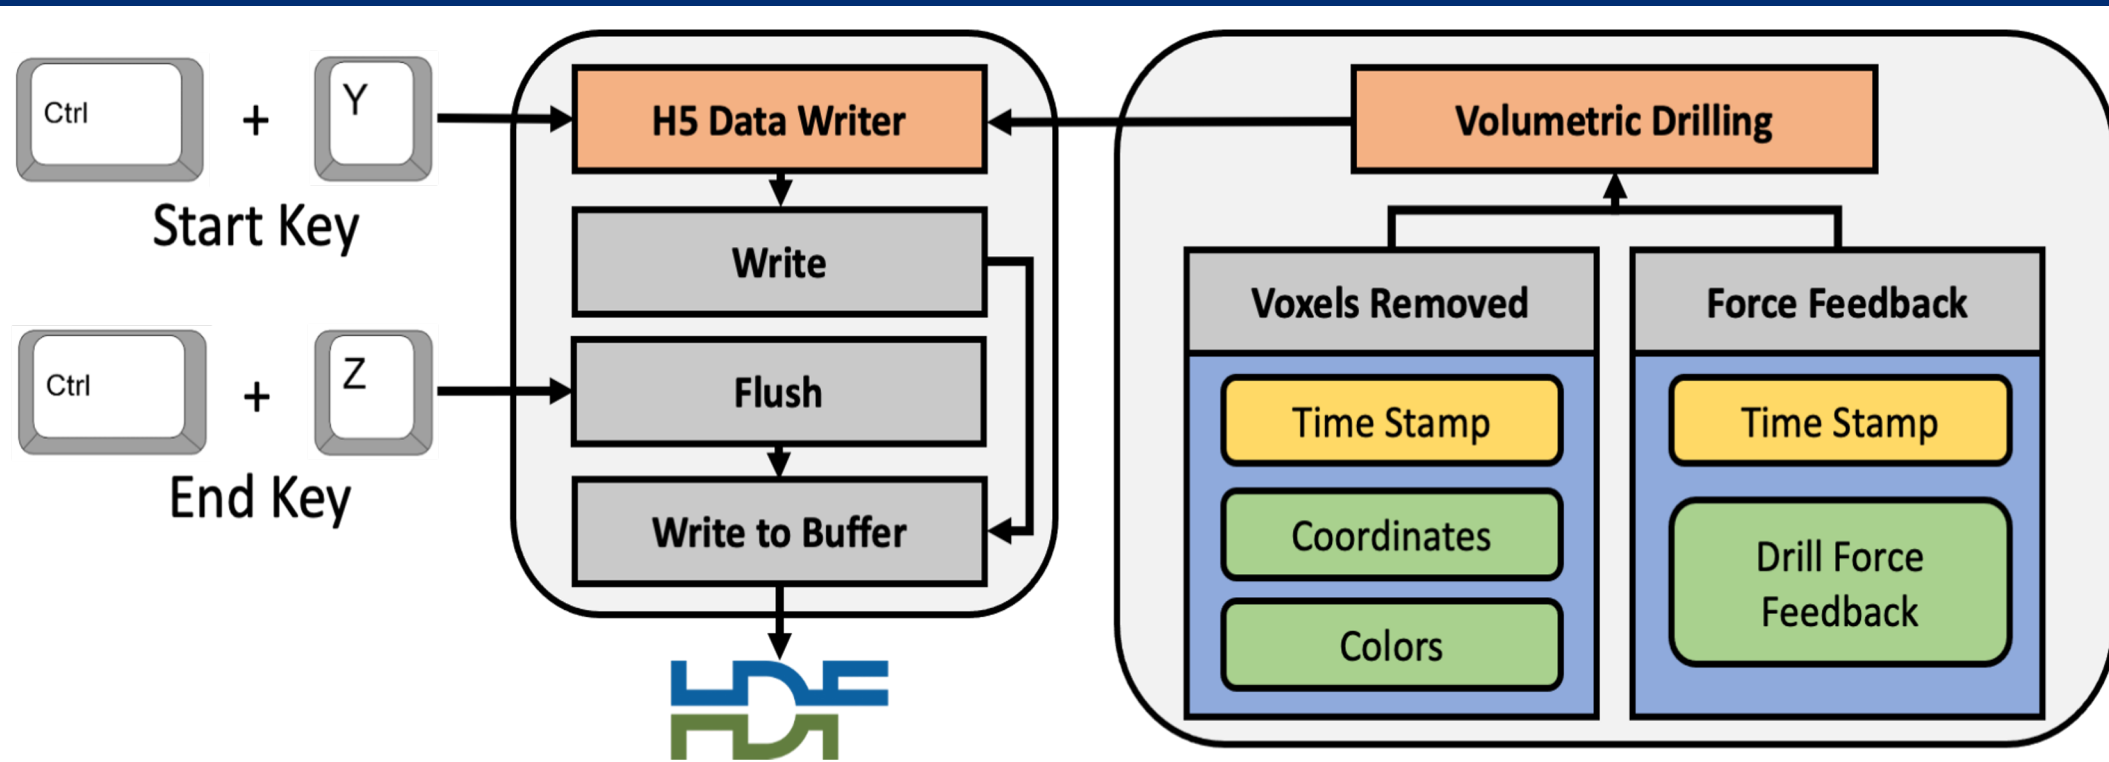 Ctrl
+
Y
Start Key
Ctrl
+
Z
End Key
H5 Data Writer
Write
Flush
Write to Buffer
HDF
Volumetric Drilling
Voxels Removed
Time Stamp
Coordinates
Colors
Force Feedback
Time Stamp
Drill Force
Feedback